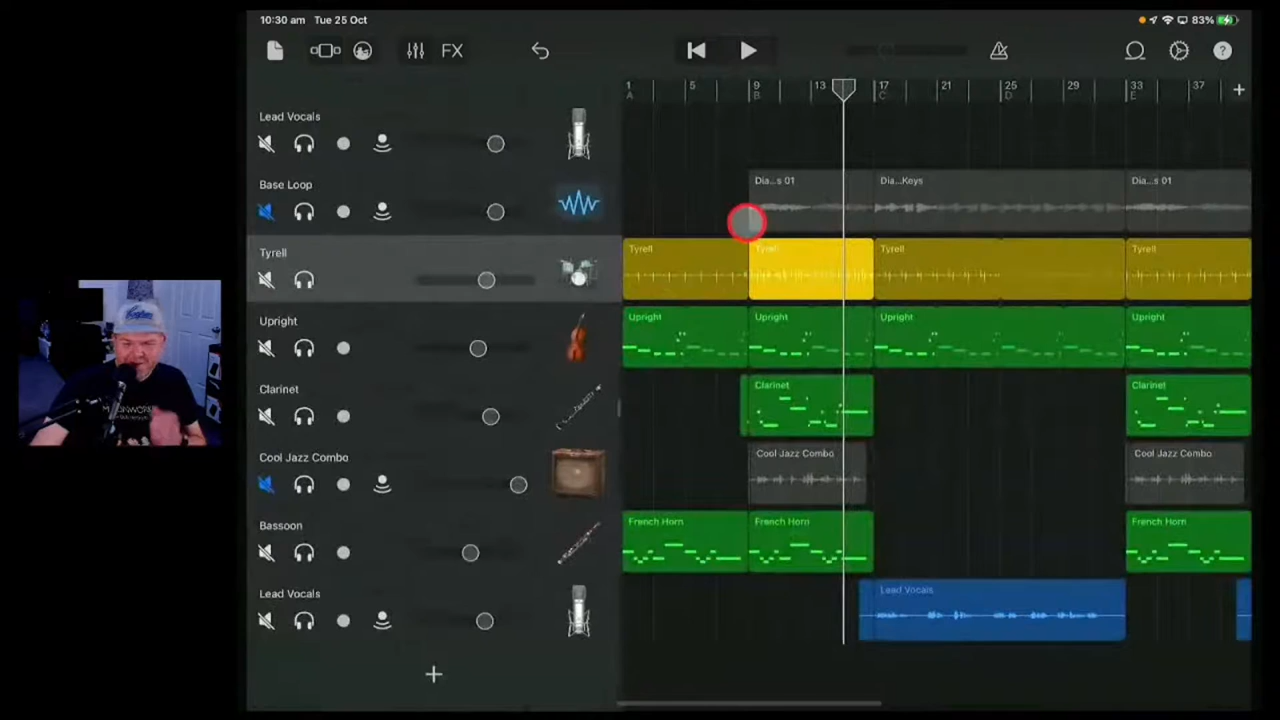 10:30 am Tue 25 Oct
83%
FX
?
1 5 9 13 17 21 25 29 33 37
A B C D E
Lead Vocals
Base Loop
Dia...s 01 Dia...Keys Dia...s 01
Tyrell
Tyrell Tyrell Tyrell Tyrell
Upright
Upright Upright Upright Upright
Clarinet
Clarinet Clarinet
Cool Jazz Combo
Cool Jazz Combo Cool Jazz Combo
Bassoon
French Horn French Horn French Horn
Lead Vocals
Lead Vocals